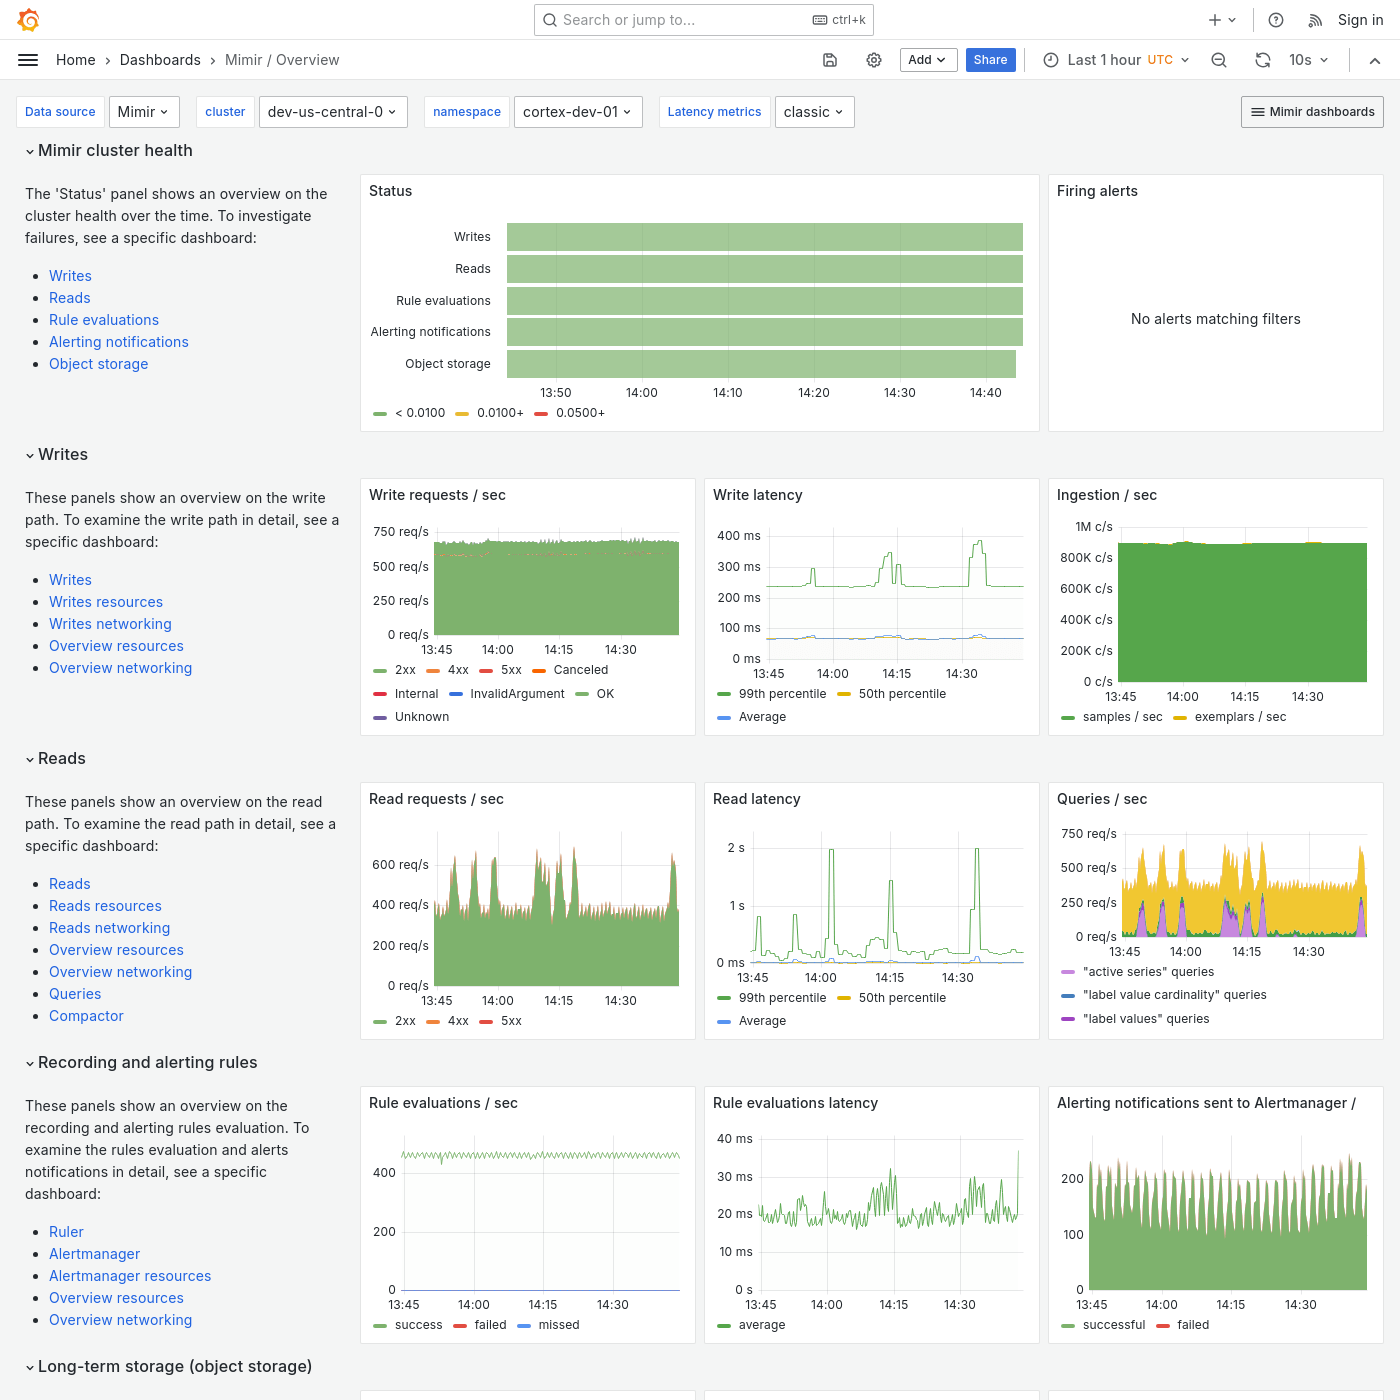 Search or jump to...
ctrl+k
Sign in
Home > Dashboards > Mimir / Overview
Add
Share
Last 1 hour UTC
10s
Data source
Mimir
cluster
dev-us-central-0
namespace
cortex-dev-01
Latency metrics
classic
Mimir dashboards
Mimir cluster health
The 'Status' panel shows an overview on the
cluster health over the time. To investigate
failures, see a specific dashboard:
Writes
Reads
Rule evaluations
Alerting notifications
Object storage
Status
Writes
Reads
Rule evaluations
Alerting notifications
Object storage
13:50 14:00 14:10 14:20 14:30 14:40
< 0.0100 0.0100+ 0.0500+
Firing alerts
No alerts matching filters
Writes
These panels show an overview on the write
path. To examine the write path in detail, see a
specific dashboard:
Writes
Writes resources
Writes networking
Overview resources
Overview networking
Write requests / sec
750 req/s
500 req/s
250 req/s
0 req/s
13:45 14:00 14:15 14:30
2xx 4xx 5xx Canceled
Internal InvalidArgument OK
Unknown
Write latency
400 ms
300 ms
200 ms
100 ms
0 ms
13:45 14:00 14:15 14:30
99th percentile 50th percentile
Average
Ingestion / sec
1M c/s
800K c/s
600K c/s
400K c/s
200K c/s
0 c/s
13:45 14:00 14:15 14:30
samples / sec exemplars / sec
Reads
These panels show an overview on the read
path. To examine the read path in detail, see a
specific dashboard:
Reads
Reads resources
Reads networking
Overview resources
Overview networking
Queries
Compactor
Read requests / sec
600 req/s
400 req/s
200 req/s
0 req/s
13:45 14:00 14:15 14:30
2xx 4xx 5xx
Read latency
2 s
1 s
0 ms
13:45 14:00 14:15 14:30
99th percentile 50th percentile
Average
Queries / sec
750 req/s
500 req/s
250 req/s
0 req/s
13:45 14:00 14:15 14:30
"active series" queries
"label value cardinality" queries
"label values" queries
Recording and alerting rules
These panels show an overview on the
recording and alerting rules evaluation. To
examine the rules evaluation and alerts
notifications in detail, see a specific
dashboard:
Ruler
Alertmanager
Alertmanager resources
Overview resources
Overview networking
Rule evaluations / sec
400
200
0
13:45 14:00 14:15 14:30
success failed missed
Rule evaluations latency
40 ms
30 ms
20 ms
10 ms
0 s
13:45 14:00 14:15 14:30
average
Alerting notifications sent to Alertmanager /
200
100
0
13:45 14:00 14:15 14:30
successful failed
Long-term storage (object storage)